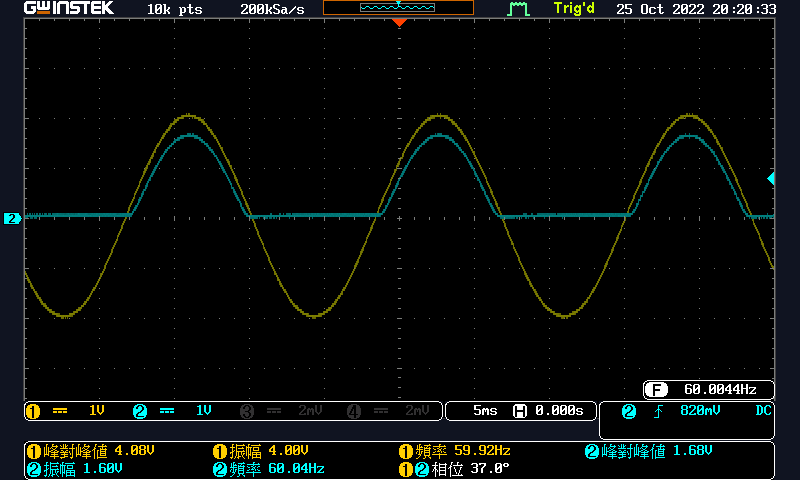 GWINSTEK 10k pts 200kSa/s Trig'd 25 Oct 2022 20:20:33
2
F 60.0044Hz
1 1V 2 1V 3 2mV 4 2mV 5ms H 0.000s 2 820mV DC
1 峰對峰值 4.08V 1 振幅 4.00V 1 頻率 59.92Hz 2 峰對峰值 1.68V
2 振幅 1.60V 2 頻率 60.04Hz 1 2 相位 37.0°